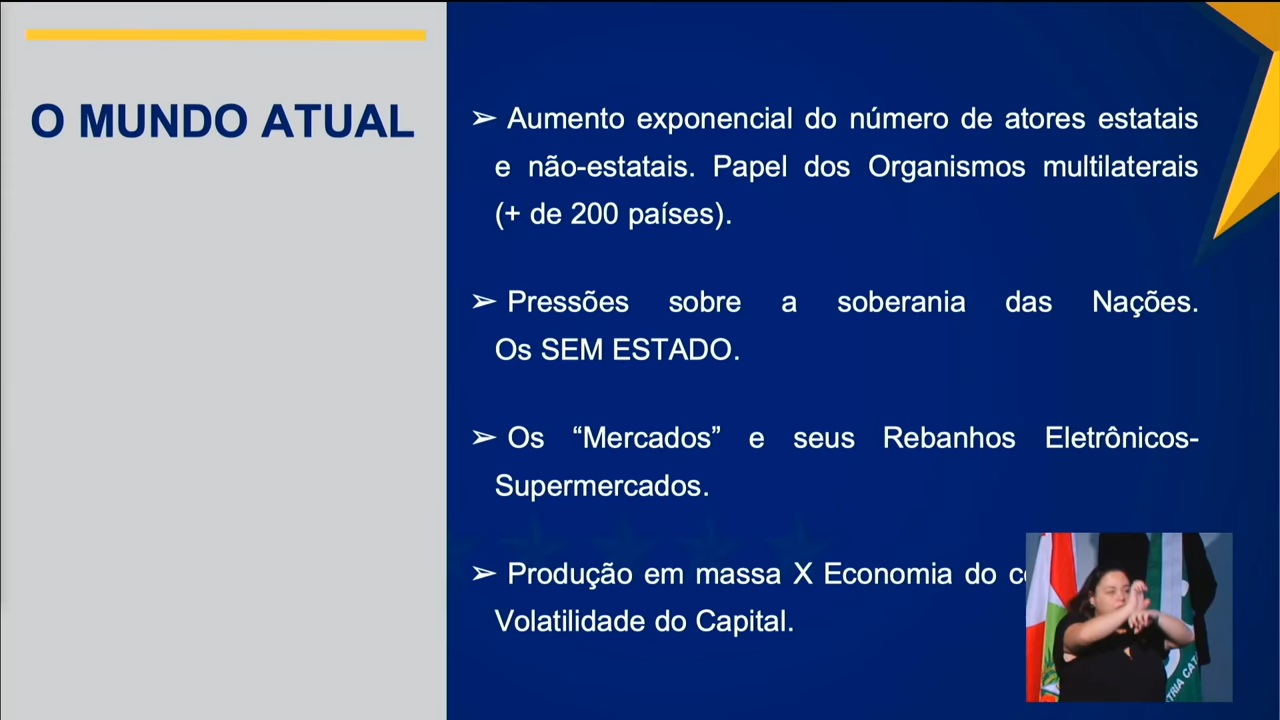 O MUNDO ATUAL
➢ Aumento exponencial do número de atores estatais
e não-estatais. Papel dos Organismos multilaterais
(+ de 200 países).
➢ Pressões sobre a soberania das Nações.
Os SEM ESTADO.
➢ Os “Mercados” e seus Rebanhos Eletrônicos-
Supermercados.
➢ Produção em massa X Economia do
Volatilidade do Capital.